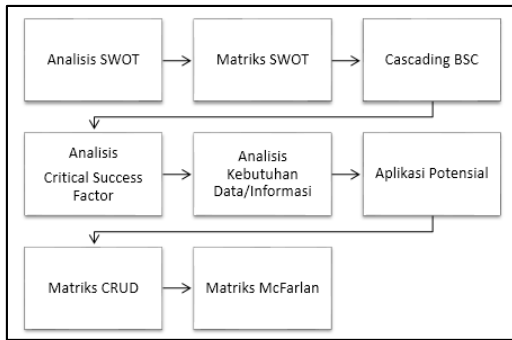 Analisis SWOT
Matriks SWOT
Cascading BSC
Analisis
Critical Success
Factor
Analisis
Kebutuhan
Data/Informasi
Aplikasi Potensial
Matriks CRUD
Matriks McFarlan